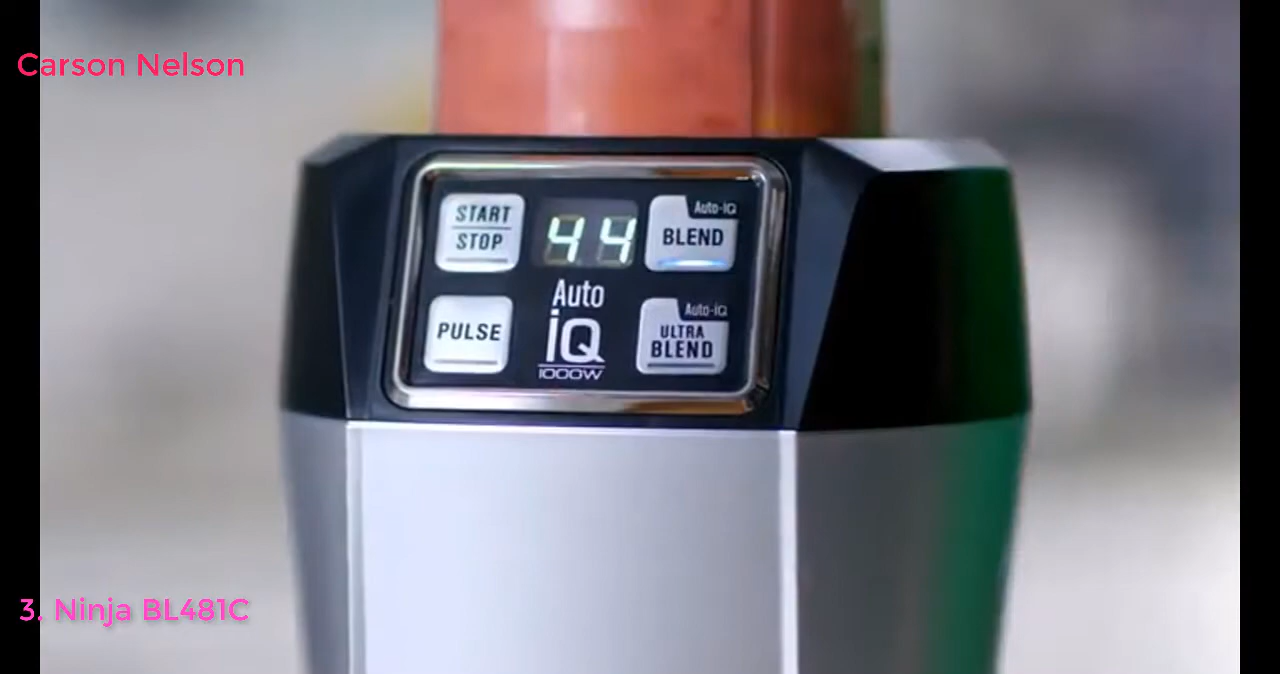 Carson Nelson
START
STOP
44
Auto-iQ
BLEND
PULSE
Auto
iQ
1000W
Auto-iQ
ULTRA
BLEND
3. Ninja BL481C